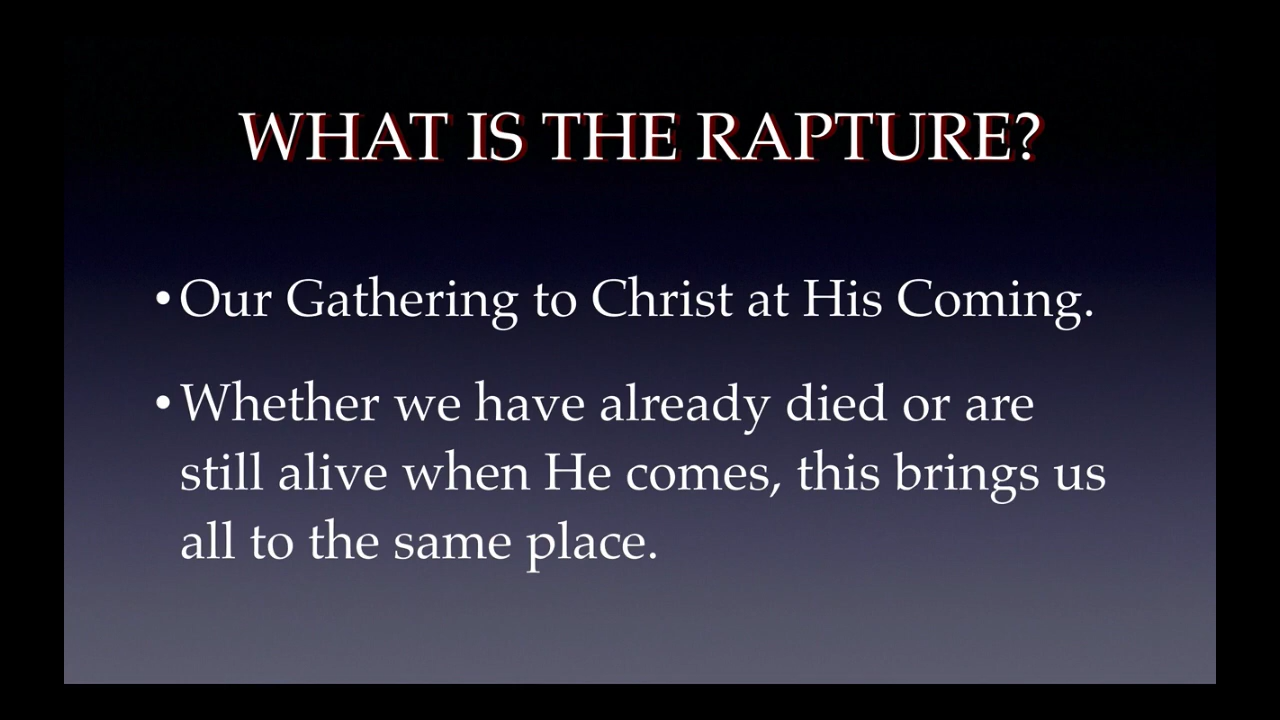 WHAT IS THE RAPTURE?
• Our Gathering to Christ at His Coming.
• Whether we have already died or are
still alive when He comes, this brings us
all to the same place.